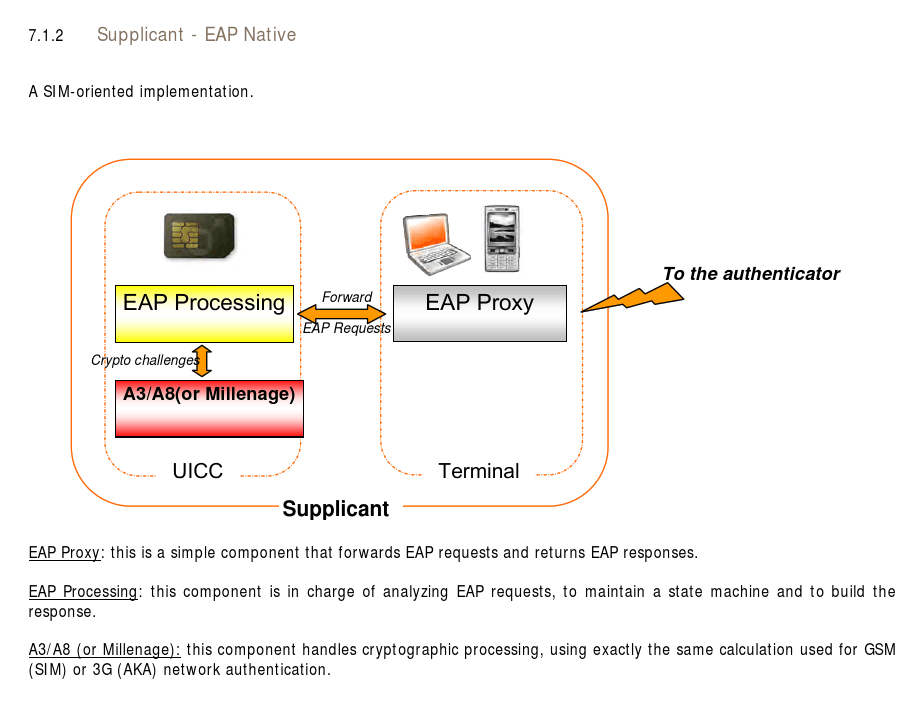 7.1.2 Supplicant - EAP Native
A SIM-oriented implementation.
To the authenticator
Forward
EAP Processing
EAP Proxy
EAP Requests
Crypto challenges
A3/A8(or Millenage)
UICC
Terminal
Supplicant
EAP Proxy: this is a simple component that forwards EAP requests and returns EAP responses.
EAP Processing: this component is in charge of analyzing EAP requests, to maintain a state machine and to build the
response.
A3/A8 (or Millenage): this component handles cryptographic processing, using exactly the same calculation used for GSM
(SIM) or 3G (AKA) network authentication.